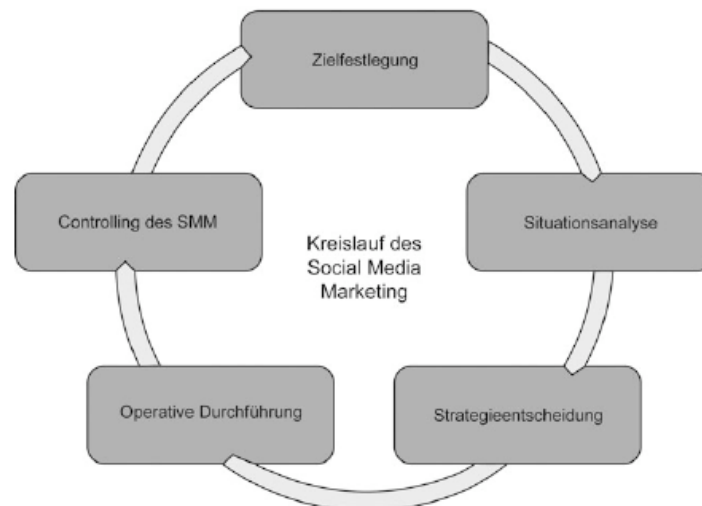 Zielfestlegung
Situationsanalyse
Strategieentscheidung
Operative Durchführung
Controlling des SMM
Kreislauf des
Social Media
Marketing